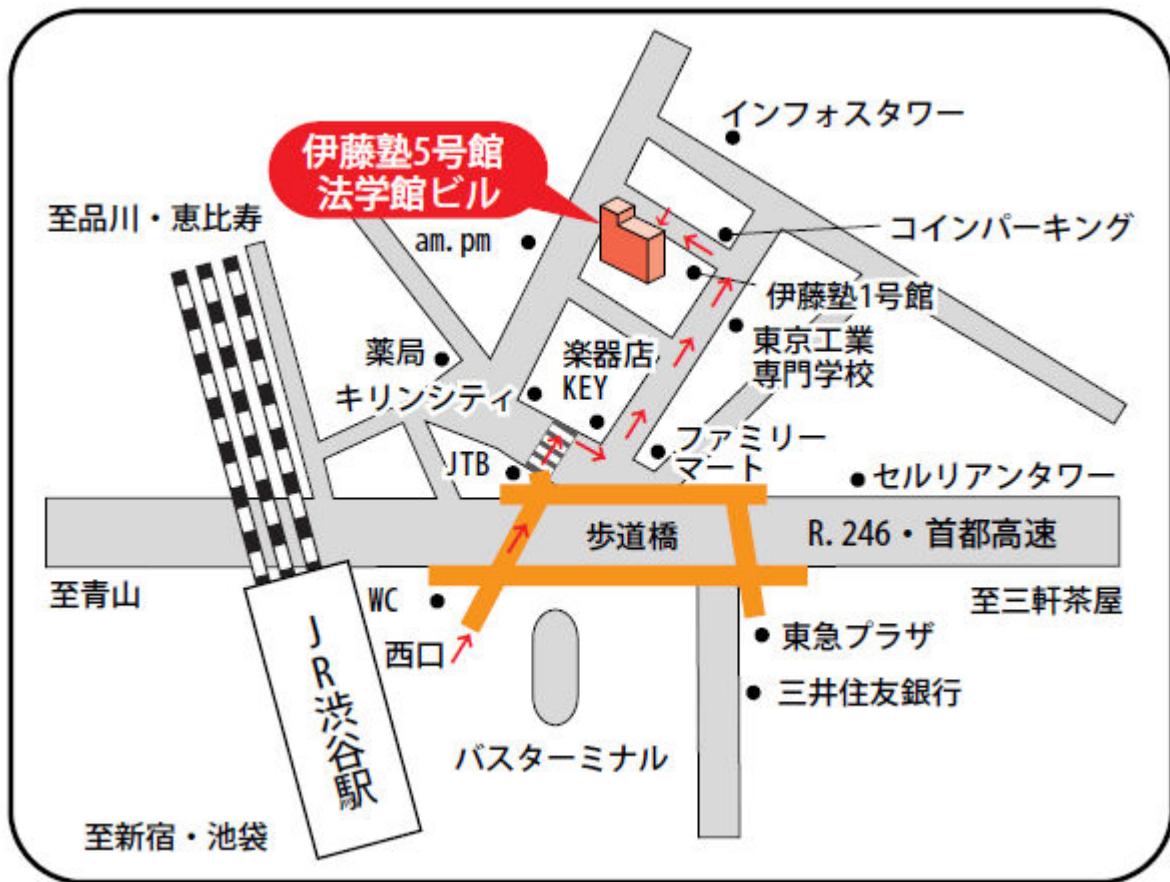 インフォスタワー
伊藤塾5号館
法学館ビル
至品川・恵比寿
am.pm
コインパーキング
伊藤塾1号館
薬局
楽器店
KEY
東京工業
専門学校
キリンシティ
JTB
ファミリー
マート
セルリアンタワー
歩道橋
R.246・首都高速
至青山
WC
至三軒茶屋
西口
東急プラザ
JR渋谷駅
三井住友銀行
バスターミナル
至新宿・池袋